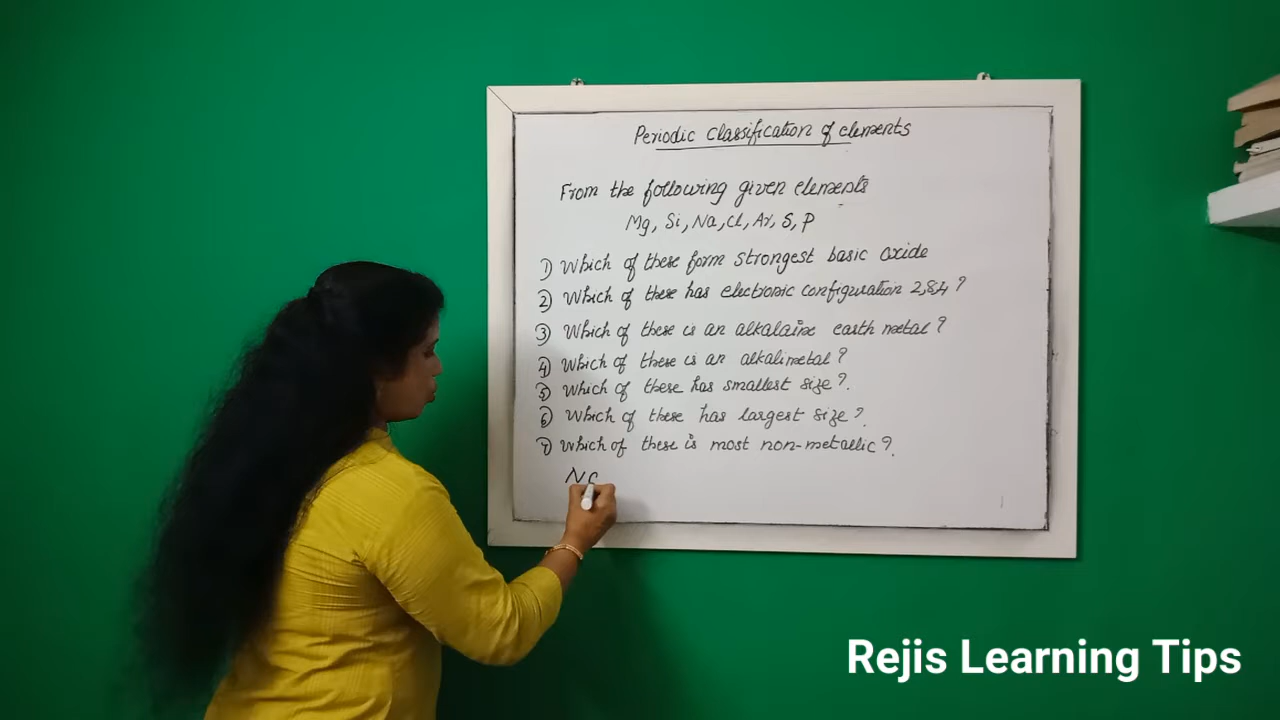 Periodic classification of elements
From the following given elements
Mg, Si, Na, Cl, Ar, S, P
1) Which of these form strongest basic oxide
2) Which of these has electronic configuration 2,8,4 ?
3) Which of these is an alkalaine earth metal ?
4) Which of these is an alkalimetal ?
5) Which of these has smallest size ?.
6) Which of these has largest size ?.
7) Which of these is most non-metallic ?.
Na
Rejis Learning Tips